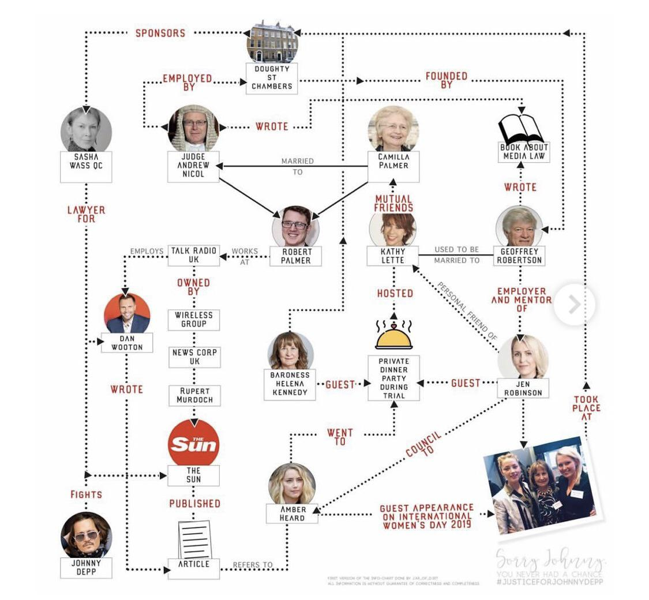 SPONSORS
DOUGHTY
ST
CHAMBERS
EMPLOYED
BY
FOUNDED
BY
SASHA
WASS QC
JUDGE
ANDREW
NICOL
WROTE
CAMILLA
PALMER
BOOK ABOUT
MEDIA LAW
MARRIED
TO
LAWYER
FOR
MUTUAL
FRIENDS
WROTE
ROBERT
PALMER
KATHY
LETTE
GEOFFREY
ROBERTSON
EMPLOYS
TALK RADIO
UK
WORKS
AT
USED TO BE
MARRIED TO
OWNED
BY
HOSTED
PERSONAL FRIEND OF
EMPLOYER
AND MENTOR
OF
DAN
WOOTON
WIRELESS
GROUP
NEWS CORP
UK
RUPERT
MURDOCH
WROTE
BARONESS
HELENA
KENNEDY
GUEST
PRIVATE
DINNER
PARTY
DURING
TRIAL
GUEST
JEN
ROBINSON
TOOK
PLACE
AT
THE
Sun
THE
SUN
WENT
TO
COUNCIL
TO
FIGHTS
PUBLISHED
AMBER
HEARD
GUEST APPEARANCE
ON INTERNATIONAL
WOMEN'S DAY 2019
JOHNNY
DEPP
ARTICLE
REFERS TO
Sorry Johnny,
YOU NEVER HAD A CHANCE
#JUSTICEFORJOHNNYDEPP